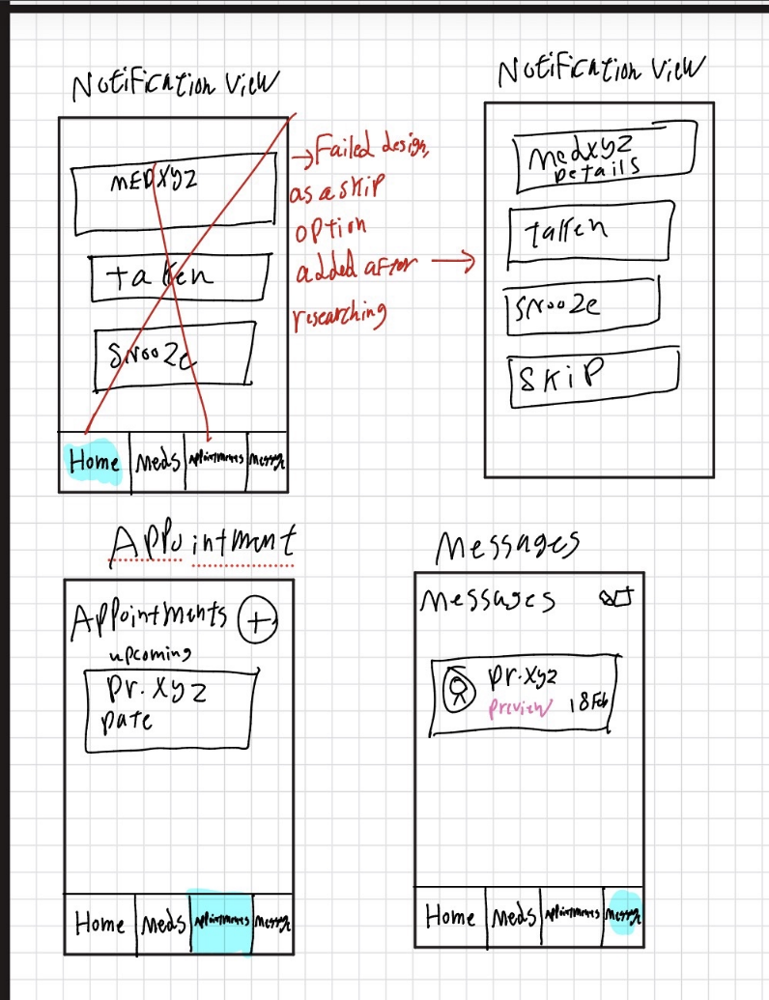 Notification View
MEDXYZ
taken
Snooze
Home Meds Appointments Message
→ Failed design,
as a skip
option
added after →
researching
Notification View
Medxyz
Details
taken
Snooze
Skip
Appointment
Appointments +
upcoming
Dr. Xyz
Date
Home Meds Appointments Message
Messages
Messages
Dr. Xyz
preview 18 Feb
Home Meds Appointments Message